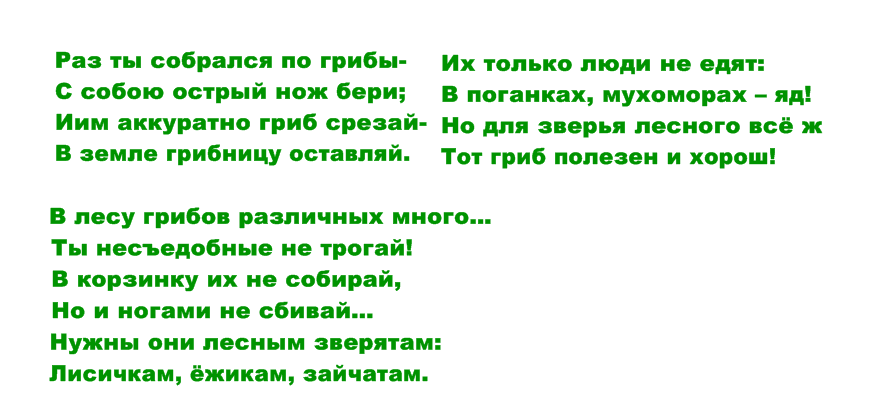 Раз ты собрался по грибы-
С собою острый нож бери;
Иим аккуратно гриб срезай-
В земле грибницу оставляй.
В лесу грибов различных много...
Ты несъедобные не трогай!
В корзинку их не собирай,
Но и ногами не сбивай...
Нужны они лесным зверятам:
Лисичкам, ёжикам, зайчатам.
Их только люди не едят:
В поганках, мухоморах – яд!
Но для зверья лесного всё ж
Тот гриб полезен и хорош!